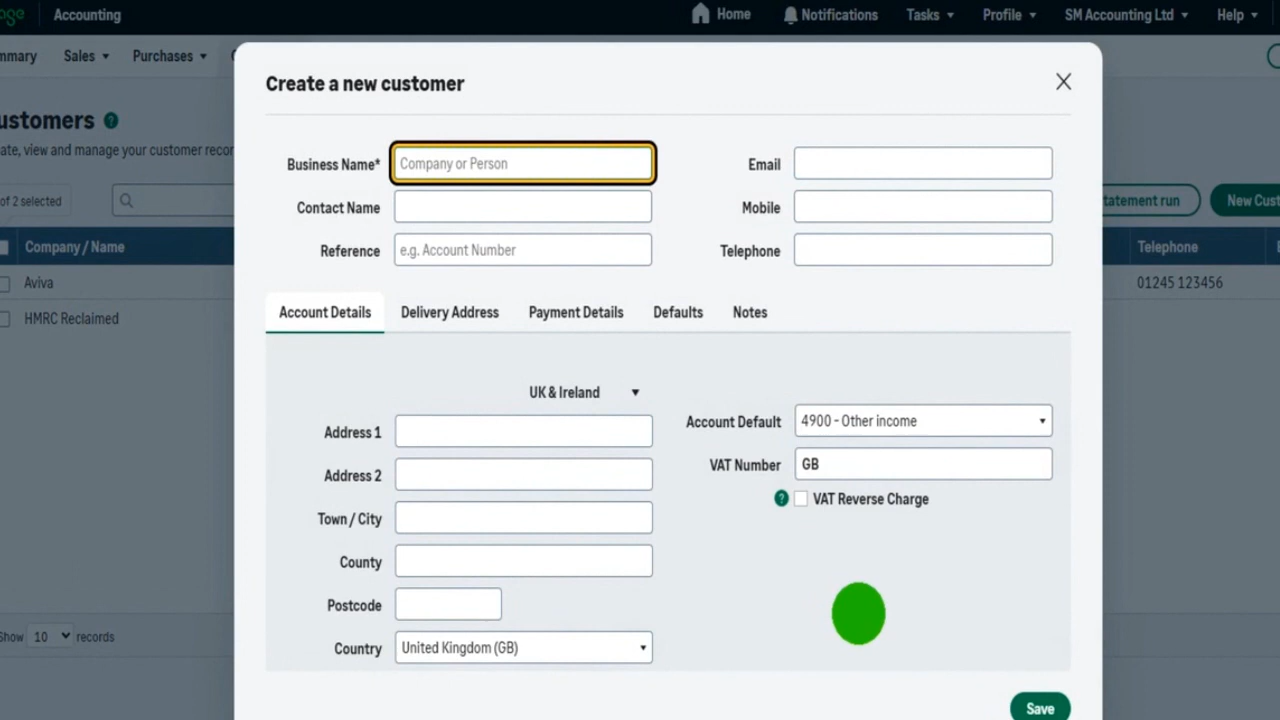 age Accounting Home Notifications Tasks Profile SM Accounting Ltd Help
mmary Sales Purchases
Create a new customer
ustomers ?
ate, view and manage your customer recor
of 2 selected
tatement run
New Cust
Company / Name
Telephone
Aviva
01245 123456
HMRC Reclaimed
Show 10 records
Business Name* Company or Person
Email
Contact Name
Mobile
Reference e.g. Account Number
Telephone
Account Details Delivery Address Payment Details Defaults Notes
UK & Ireland
Address 1
Account Default 4900 - Other income
Address 2
VAT Number GB
? VAT Reverse Charge
Town / City
County
Postcode
Country United Kingdom (GB)
Save